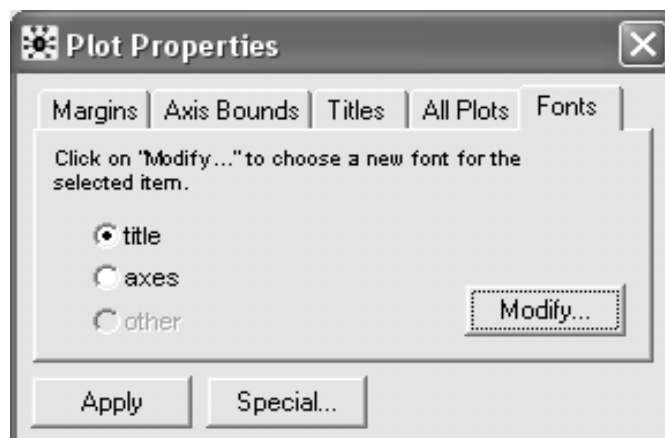 Plot Properties
Margins Axis Bounds Titles All Plots Fonts
Click on "Modify..." to choose a new font for the
selected item.
title
axes
other
Modify...
Apply Special...